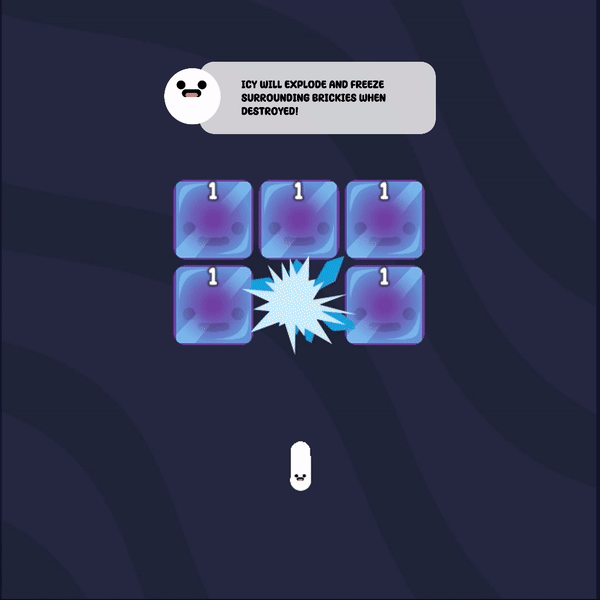 ICY WILL EXPLODE AND FREEZE
SURROUNDING BRICKIES WHEN
DESTROYED!
1 1 1
1 1